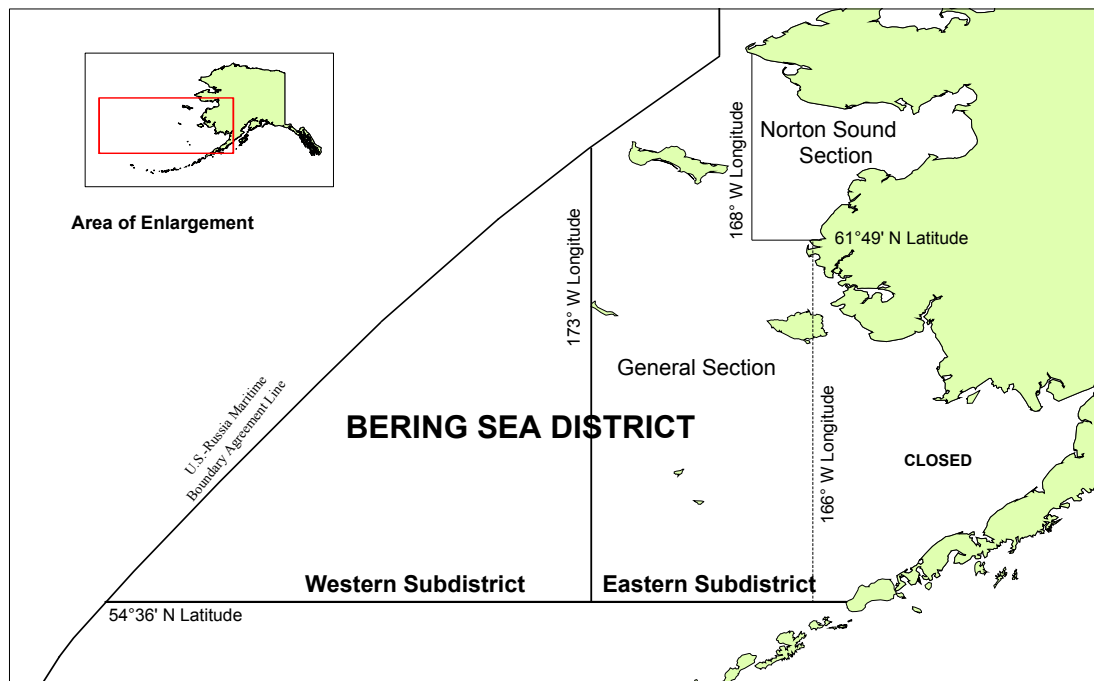 Area of Enlargement
Norton Sound
Section
168° W Longitude
61°49' N Latitude
173° W Longitude
General Section
U.S.-Russia Maritime
Boundary Agreement Line
BERING SEA DISTRICT
166° W Longitude
CLOSED
Western Subdistrict
Eastern Subdistrict
54°36' N Latitude